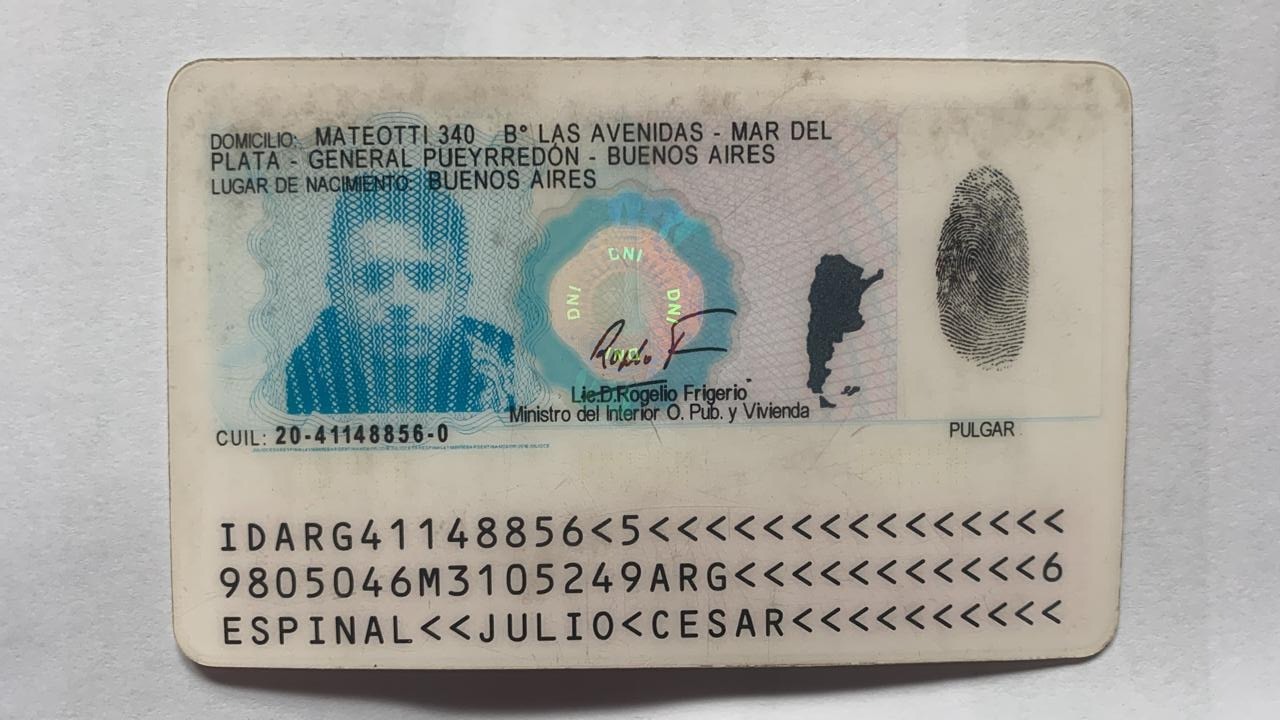 DOMICILIO: MATEOTTI 340 B° LAS AVENIDAS - MAR DEL
PLATA - GENERAL PUEYRREDÓN - BUENOS AIRES
LUGAR DE NACIMIENTO: BUENOS AIRES
DNI
DNI
DNI
DNI
Lic.D.Rogelio Frigerio
Ministro del Interior O. Pub. y Vivienda
CUIL: 20-41148856-0
PULGAR
IDARG41148856<5<<<<<<<<<<<<<<<
9805046M3105249ARG<<<<<<<<<<<6
ESPINAL<<JULIO<CESAR<<<<<<<<<<